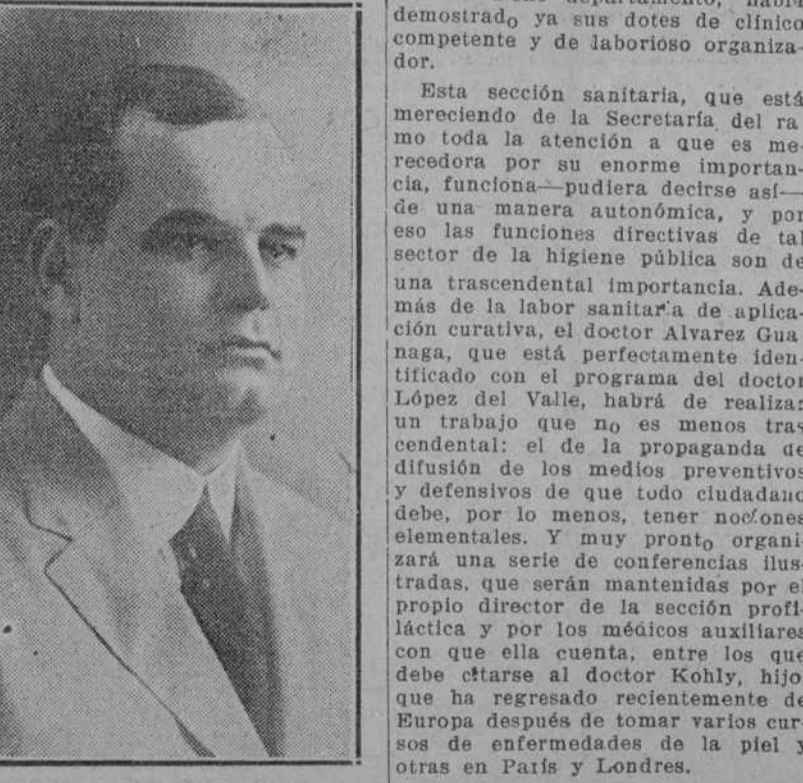 departamento, habrá
demostrado ya sus dotes de clínico
competente y de laborioso organiza-
dor.
Esta sección sanitaria, que está
mereciendo de la Secretaría del ra
mo toda la atención a que es me-
recedora por su enorme importan-
cia, funciona—pudiera decirse así—
de una manera autonómica, y por
eso las funciones directivas de tal
sector de la higiene pública son de
una trascendental importancia. Ade-
más de la labor sanitar'a de aplica-
ción curativa, el doctor Alvarez Gua
naga, que está perfectamente iden-
tificado con el programa del doctor
López del Valle, habrá de realizar
un trabajo que no es menos tras
cendental: el de la propaganda de
difusión de los medios preventivos
y defensivos de que todo ciudadano
debe, por lo menos, tener nociones
elementales. Y muy pronto organi-
zará una serie de conferencias ilus-
tradas, que serán mantenidas por el
propio director de la sección profi-
láctica y por los médicos auxiliares
con que ella cuenta, entre los que
debe citarse al doctor Kohly, hijo
que ha regresado recientemente de
Europa después de tomar varios cur-
sos de enfermedades de la piel y
otras en París y Londres.